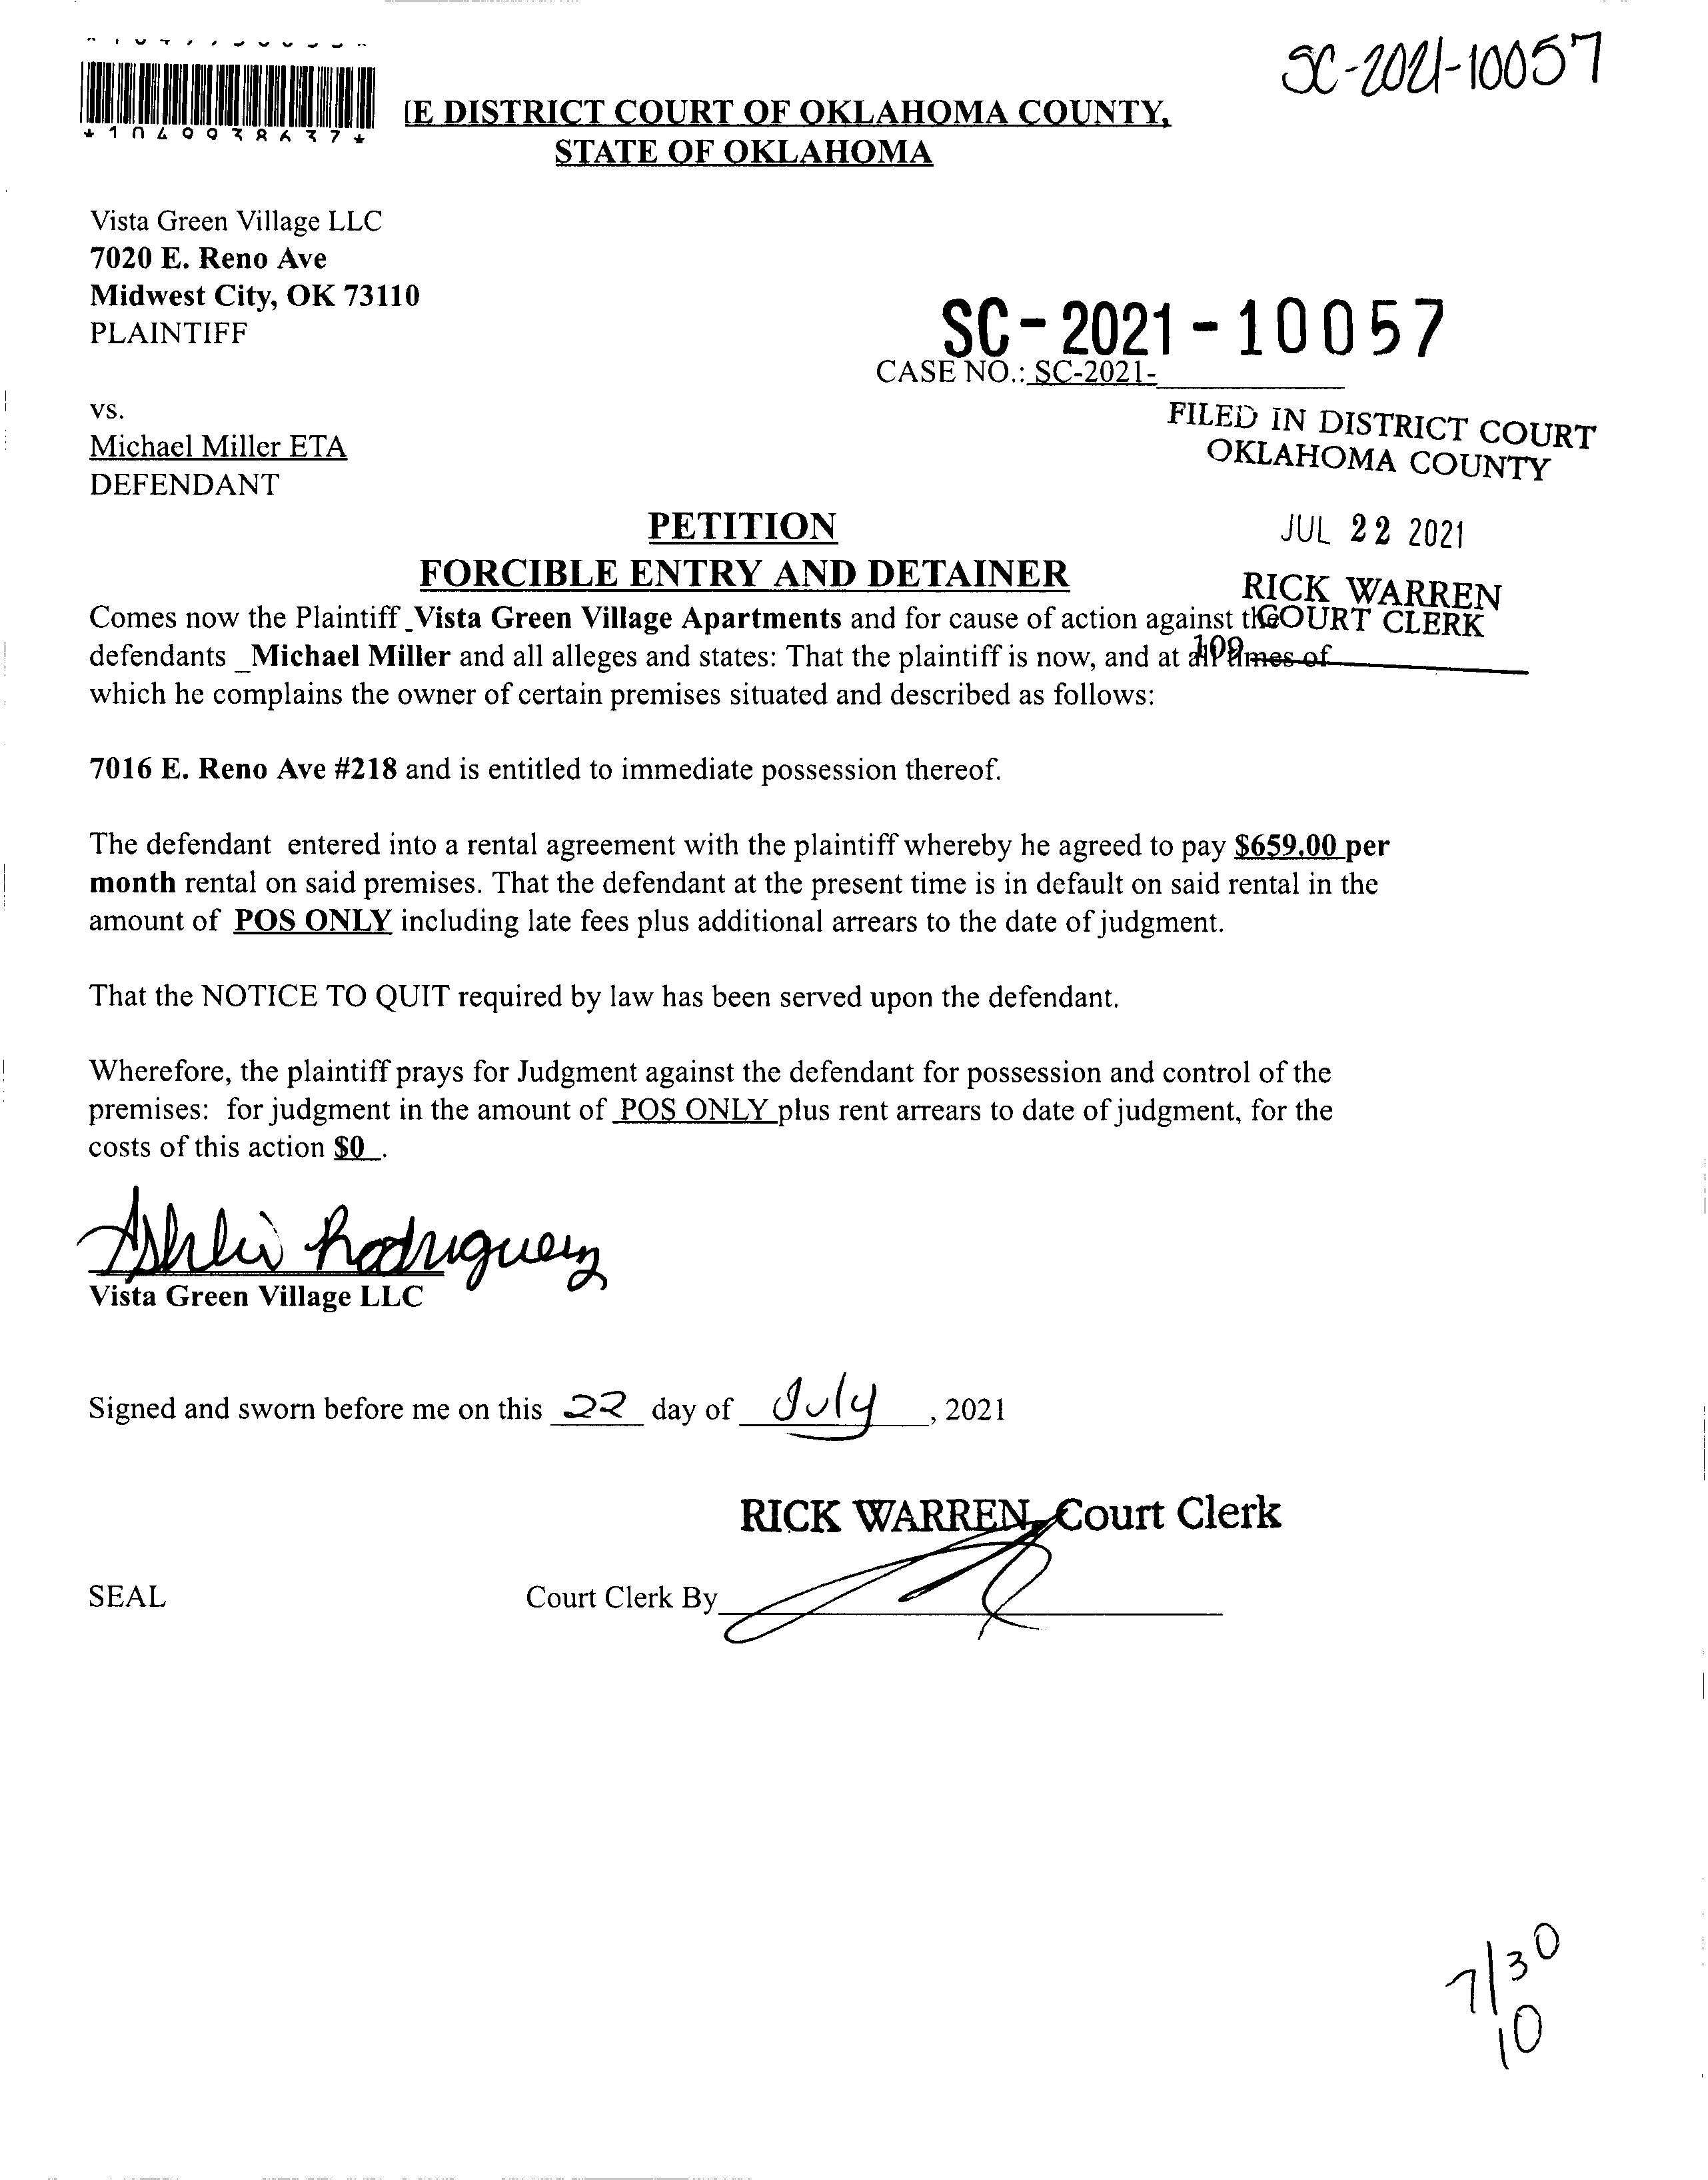 SC-2021-10057
*1049938637*
E DISTRICT COURT OF OKLAHOMA COUNTY,
STATE OF OKLAHOMA
Vista Green Village LLC
7020 E. Reno Ave
Midwest City, OK 73110
PLAINTIFF
SC-2021-10057
CASE NO.: SC-2021-
vs.
Michael Miller ETA
DEFENDANT
FILED IN DISTRICT COURT
OKLAHOMA COUNTY
JUL 22 2021
RICK WARREN
COURT CLERK
109
PETITION
FORCIBLE ENTRY AND DETAINER
Comes now the Plaintiff _Vista Green Village Apartments and for cause of action against the
defendants _Michael Miller and all alleges and states: That the plaintiff is now, and at all times of
which he complains the owner of certain premises situated and described as follows:
7016 E. Reno Ave #218 and is entitled to immediate possession thereof.
The defendant entered into a rental agreement with the plaintiff whereby he agreed to pay $659.00 per
month rental on said premises. That the defendant at the present time is in default on said rental in the
amount of POS ONLY including late fees plus additional arrears to the date of judgment.
That the NOTICE TO QUIT required by law has been served upon the defendant.
Wherefore, the plaintiff prays for Judgment against the defendant for possession and control of the
premises: for judgment in the amount of POS ONLY plus rent arrears to date of judgment, for the
costs of this action $0 .
Ashlei Rodriguez
Vista Green Village LLC
Signed and sworn before me on this 22 day of July, 2021
RICK WARREN, Court Clerk
SEAL Court Clerk By
7/30
10